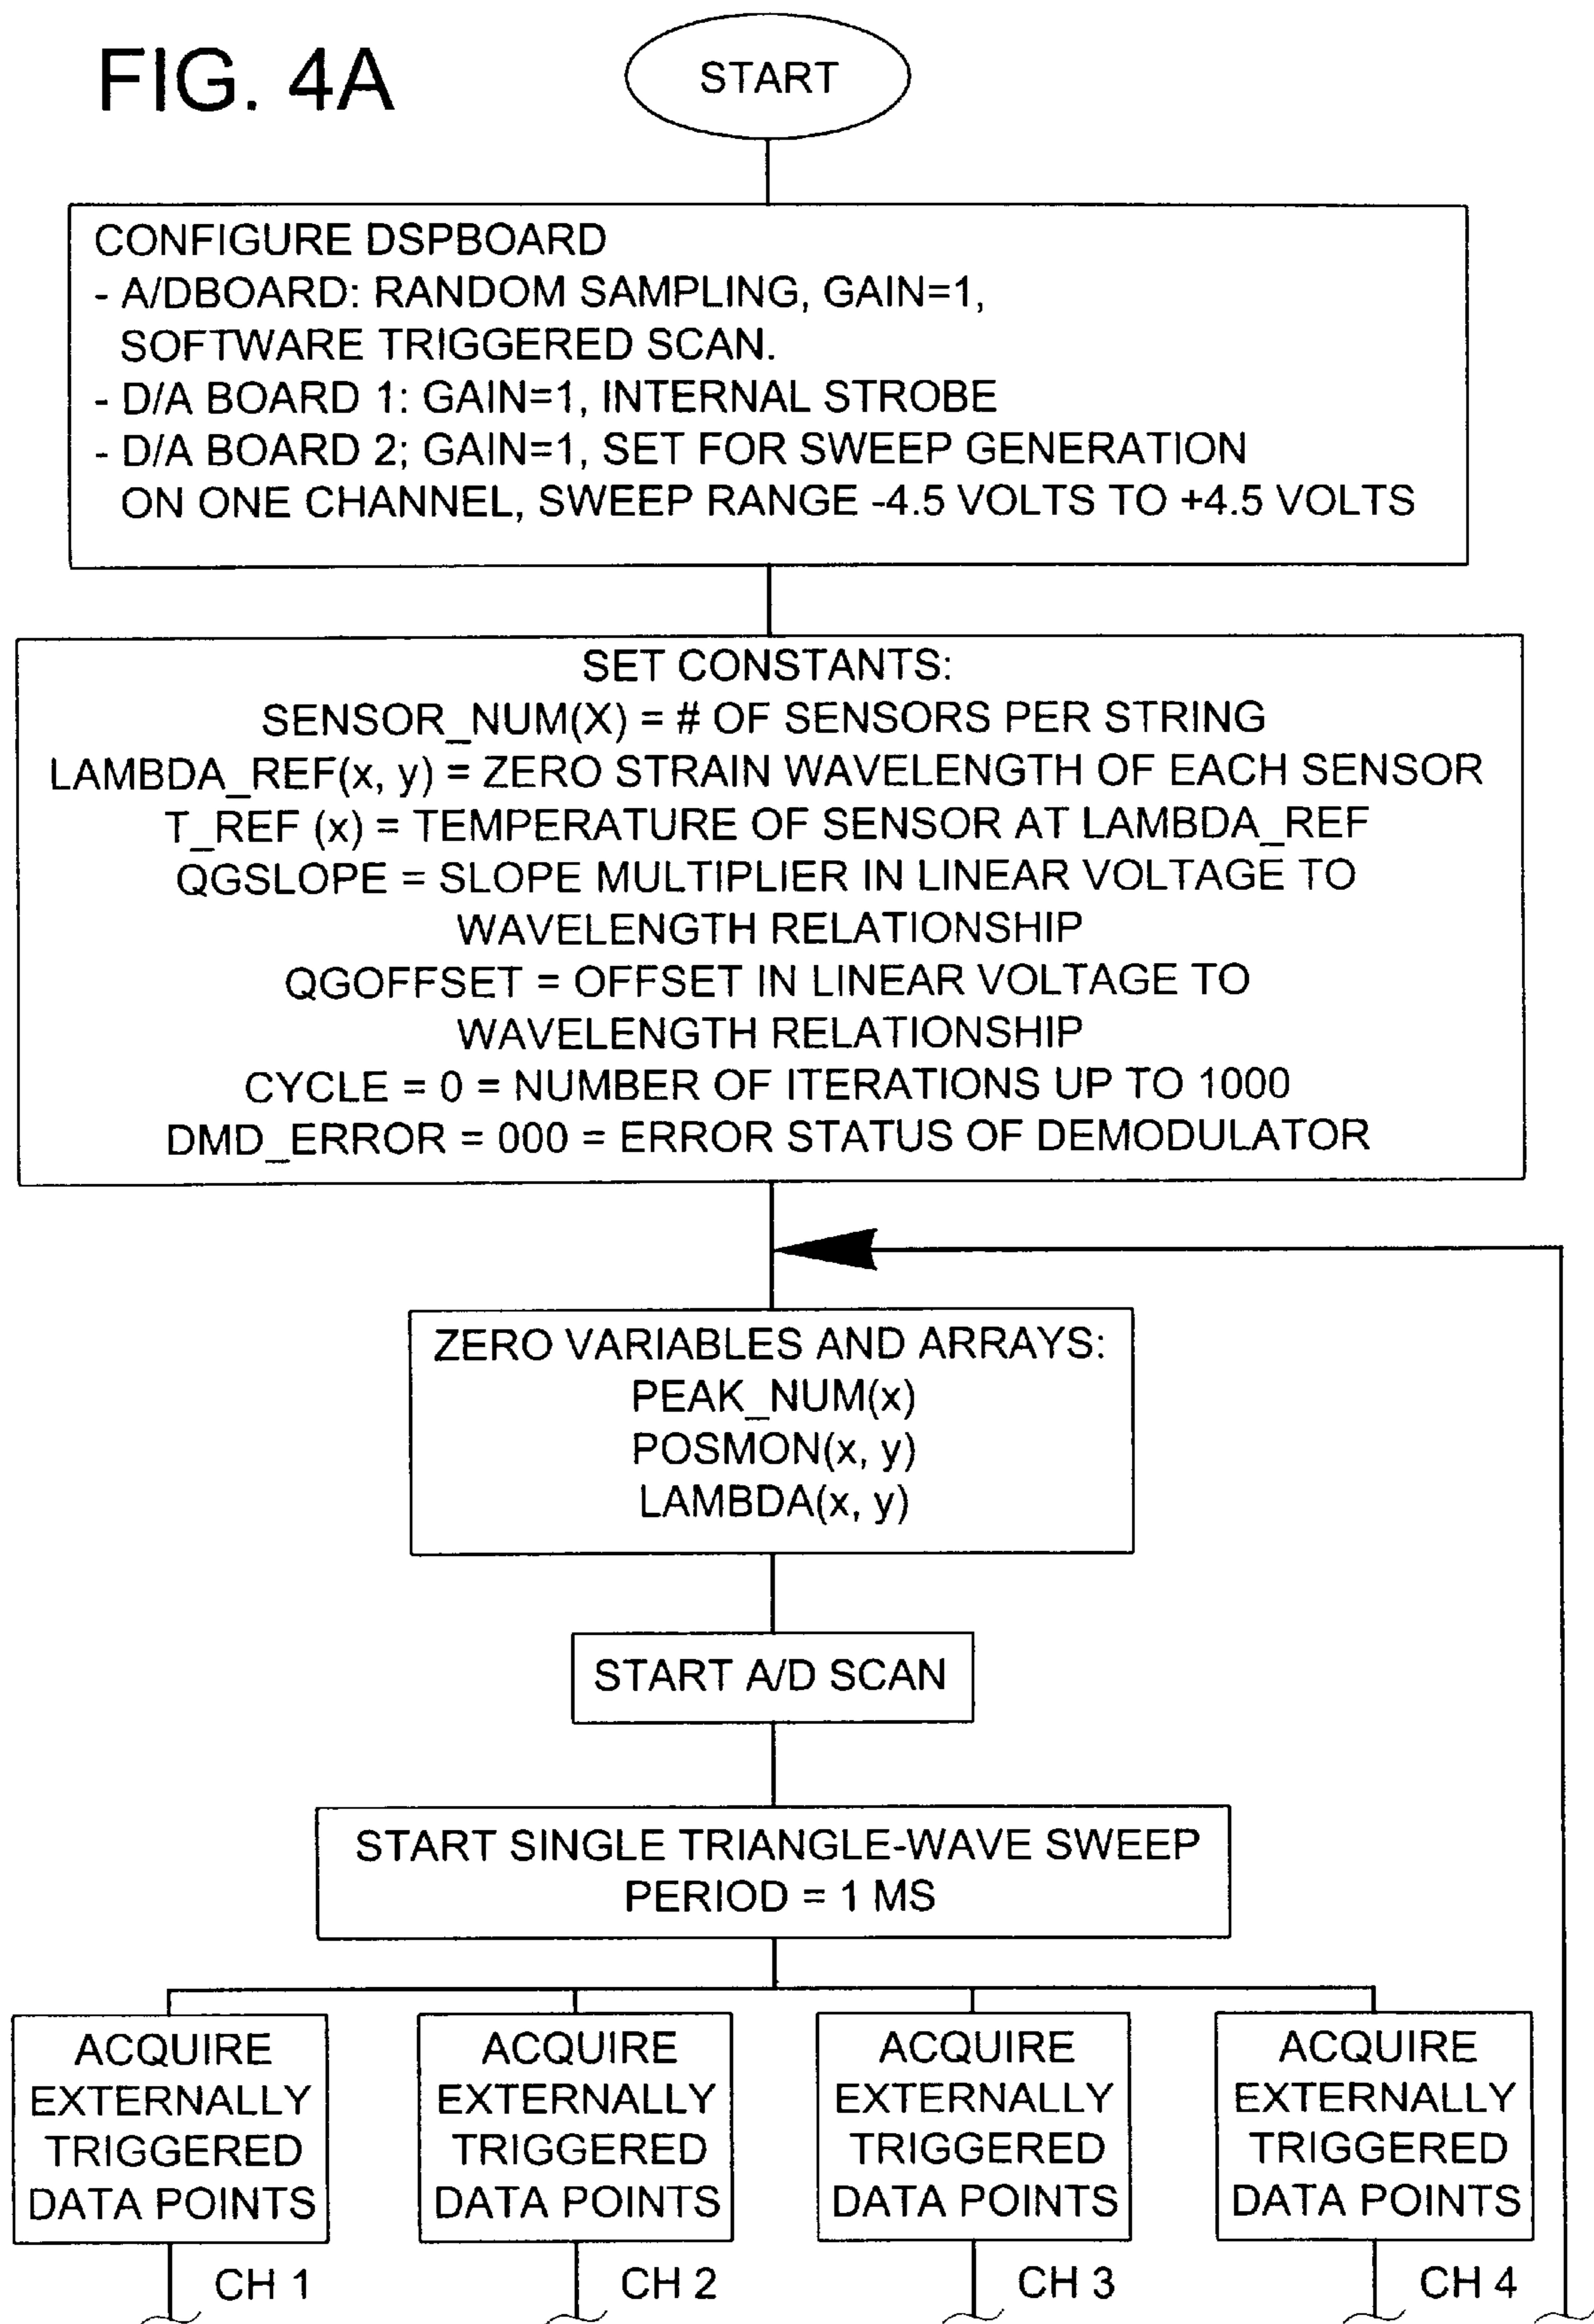 FIG. 4A
START
CONFIGURE DSPBOARD
- A/DBOARD: RANDOM SAMPLING, GAIN=1,
SOFTWARE TRIGGERED SCAN.
- D/A BOARD 1: GAIN=1, INTERNAL STROBE
- D/A BOARD 2; GAIN=1, SET FOR SWEEP GENERATION
ON ONE CHANNEL, SWEEP RANGE -4.5 VOLTS TO +4.5 VOLTS
SET CONSTANTS:
SENSOR_NUM(X) = # OF SENSORS PER STRING
LAMBDA_REF(x, y) = ZERO STRAIN WAVELENGTH OF EACH SENSOR
T_REF (x) = TEMPERATURE OF SENSOR AT LAMBDA_REF
QGSLOPE = SLOPE MULTIPLIER IN LINEAR VOLTAGE TO
WAVELENGTH RELATIONSHIP
QGOFFSET = OFFSET IN LINEAR VOLTAGE TO
WAVELENGTH RELATIONSHIP
CYCLE = 0 = NUMBER OF ITERATIONS UP TO 1000
DMD_ERROR = 000 = ERROR STATUS OF DEMODULATOR
ZERO VARIABLES AND ARRAYS:
PEAK_NUM(x)
POSMON(x, y)
LAMBDA(x, y)
START A/D SCAN
START SINGLE TRIANGLE-WAVE SWEEP
PERIOD = 1 MS
ACQUIRE
EXTERNALLY
TRIGGERED
DATA POINTS
CH 1
ACQUIRE
EXTERNALLY
TRIGGERED
DATA POINTS
CH 2
ACQUIRE
EXTERNALLY
TRIGGERED
DATA POINTS
CH 3
ACQUIRE
EXTERNALLY
TRIGGERED
DATA POINTS
CH 4